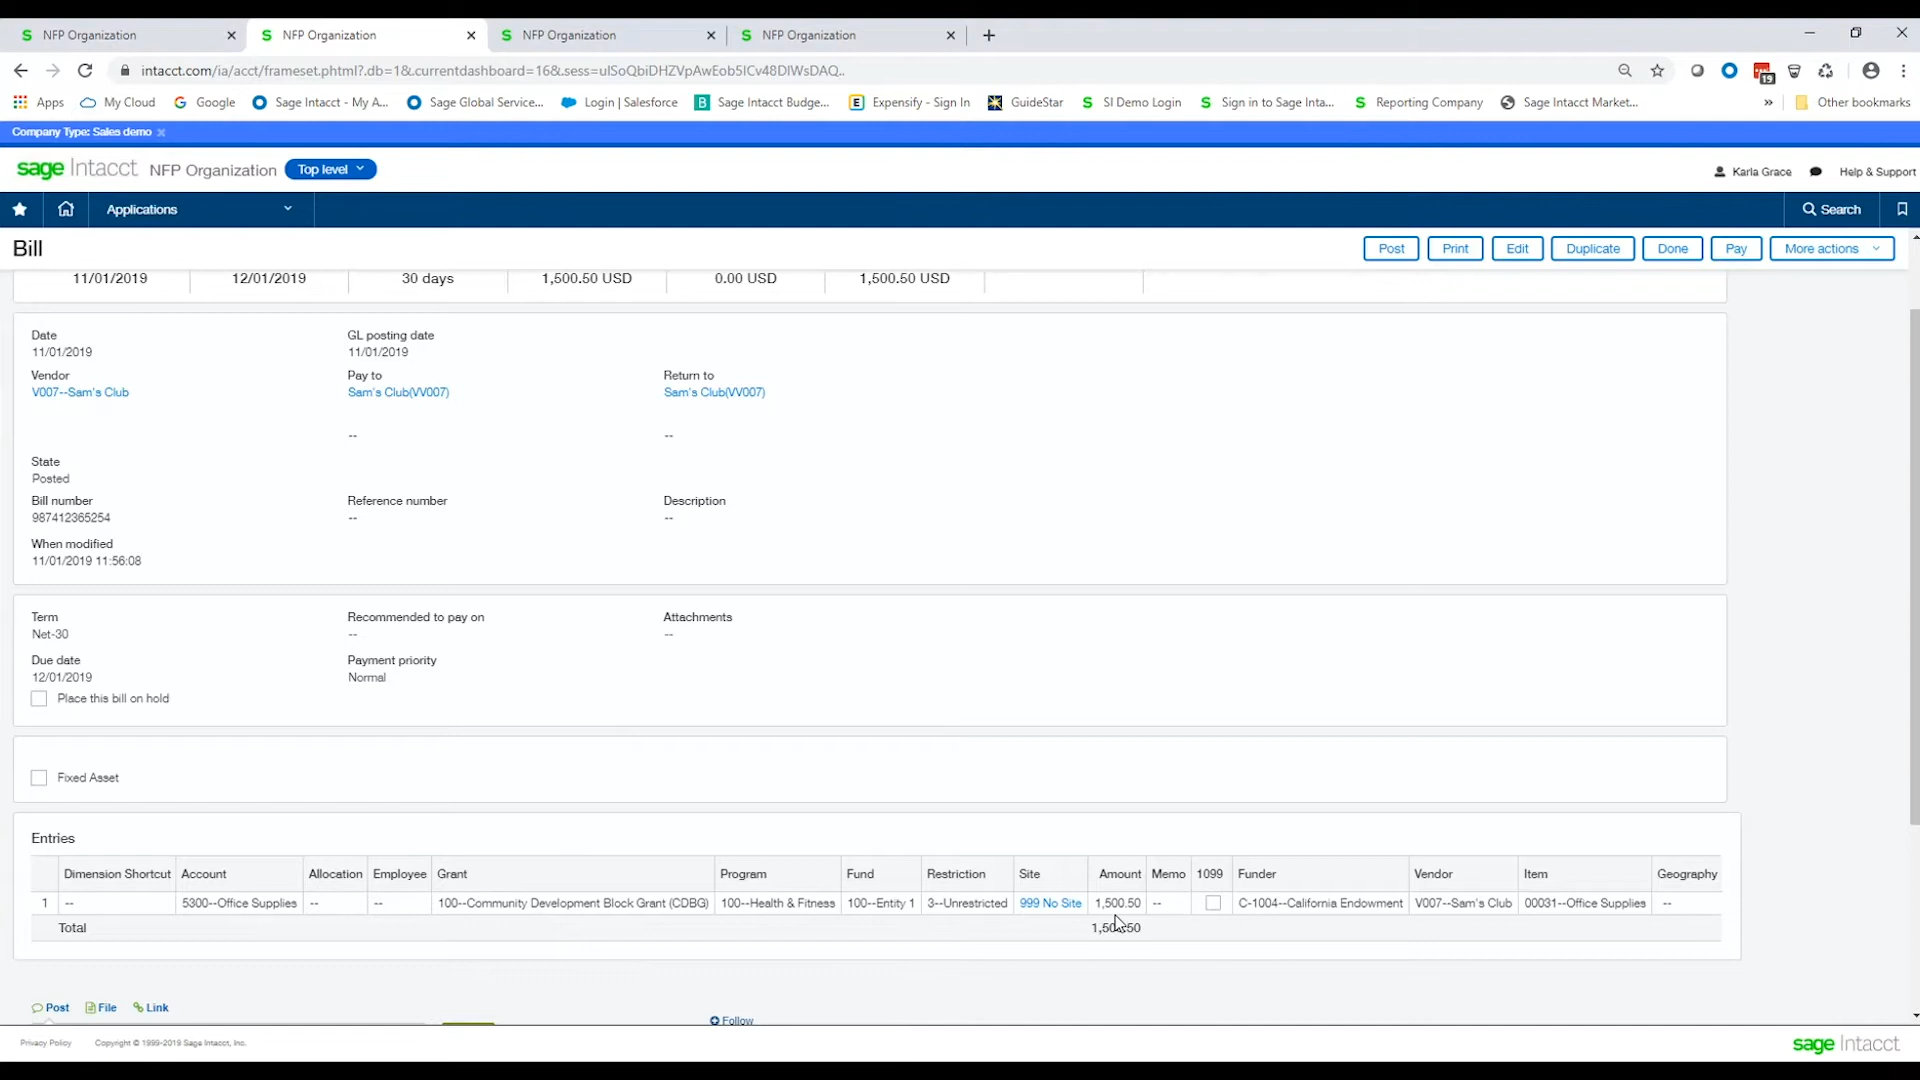 S NFP Organization
S NFP Organization
S NFP Organization
S NFP Organization
intacct.com/ia/acct/frameset.phtml?.db=1&.currentdashboard=16&.sess=ulSoQbiDHZVpAwEob5ICv48DIWsDAQ..
19
Apps My Cloud Google Sage Intacct - My A... Sage Global Service... Login | Salesforce Sage Intacct Budge... Expensify - Sign In GuideStar SI Demo Login Sign in to Sage Inta... Reporting Company Sage Intacct Market... » Other bookmarks
Company Type: Sales demo
sage Intacct NFP Organization Top level Karla Grace Help & Support
Applications Search
Bill Post Print Edit Duplicate Done Pay More actions
11/01/2019 12/01/2019 30 days 1,500.50 USD 0.00 USD 1,500.50 USD
Date GL posting date
11/01/2019 11/01/2019
Vendor Pay to Return to
V007--Sam's Club Sam's Club(VV007) Sam's Club(VV007)
-- --
State
Posted
Bill number Reference number Description
987412365254 -- --
When modified
11/01/2019 11:56:08
Term Recommended to pay on Attachments
Net-30 -- --
Due date Payment priority
12/01/2019 Normal
Place this bill on hold
Fixed Asset
Entries
Dimension Shortcut Account Allocation Employee Grant Program Fund Restriction Site Amount Memo 1099 Funder Vendor Item Geography
1 -- 5300--Office Supplies -- -- 100--Community Development Block Grant (CDBG) 100--Health & Fitness 100--Entity 1 3--Unrestricted 999 No Site 1,500.50 -- C-1004--California Endowment V007--Sam's Club 00031--Office Supplies --
Total 1,500.50
Post File Link
Follow
Privacy Policy Copyright © 1999-2019 Sage Intacct, Inc. sage Intacct